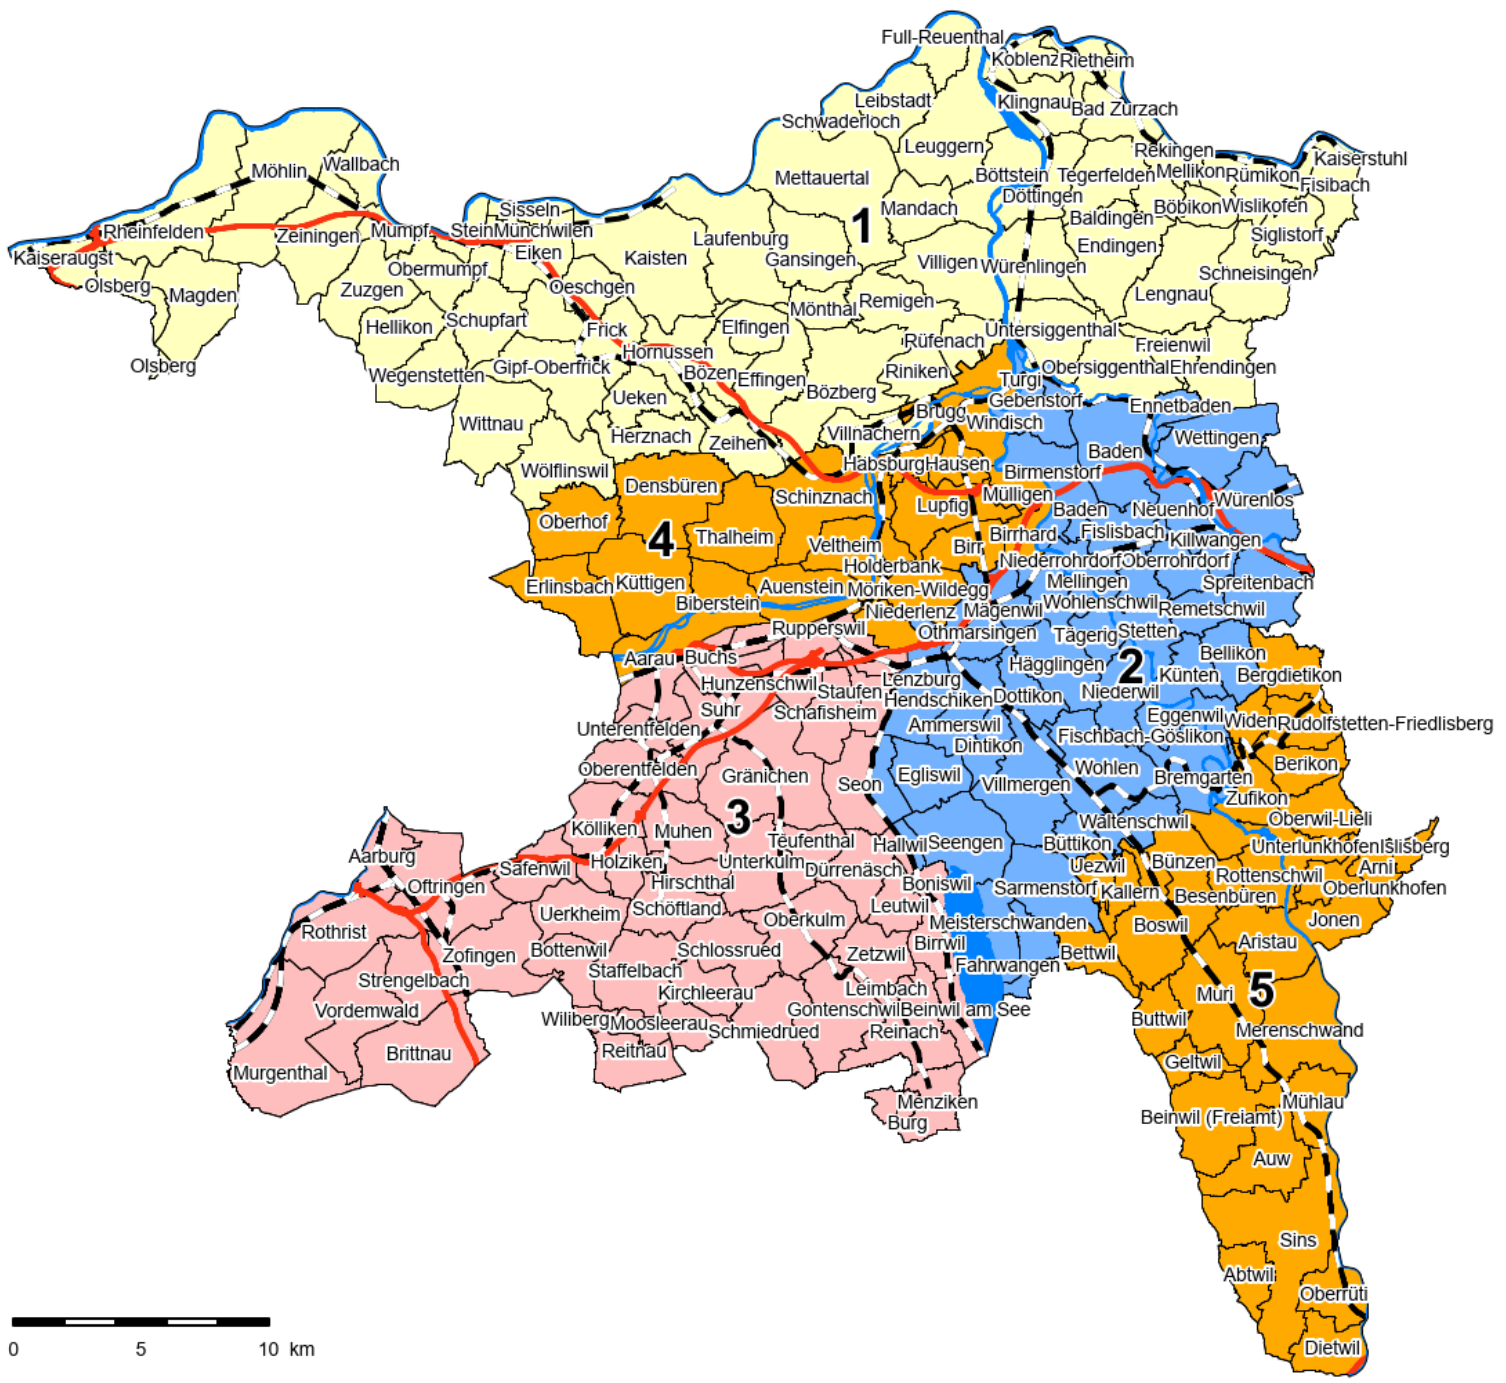 Full-Reuenthal
Koblenz
Rietheim
Leibstadt
Klingnau
Bad Zurzach
Schwaderloch
Leuggern
Rekingen
Kaiserstuhl
Möhlin
Wallbach
Mettauertal
Böttstein
Tegerfelden
Mellikon
Rümikon
Fisibach
Döttingen
Mandach
1
Baldingen
Böbikon
Wislikofen
Sisseln
Rheinfelden
Zeiningen
Mumpf
Stein
Münchwilen
Laufenburg
Endingen
Siglistorf
Kaiseraugst
Eiken
Kaisten
Gansingen
Villigen
Würenlingen
Schneisingen
Obermumpf
Olsberg
Magden
Zuzgen
Oeschgen
Mönthal
Remigen
Lengnau
Hellikon
Schupfart
Frick
Elfingen
Rüfenach
Untersiggenthal
Freienwil
Olsberg
Wegenstetten
Gipf-Oberfrick
Hornussen
Bözen
Effingen
Bözberg
Riniken
Turgi
Obersiggenthal
Ehrendingen
Ueken
Gebenstorf
Ennetbaden
Wittnau
Herznach
Zeihen
Villnachern
Brugg
Windisch
Wettingen
Baden
Wölflinswil
Habsburg
Hausen
Birmenstorf
Densbüren
Schinznach
Lupfig
Mülligen
Baden
Neuenhof
Würenlos
Oberhof
4
Thalheim
Veltheim
Birr
Birrhard
Fislisbach
Killwangen
Holderbank
Niederrohrdorf
Oberrohrdorf
Erlinsbach
Küttigen
Auenstein
Möriken-Wildegg
Mellingen
Spreitenbach
Biberstein
Niederlenz
Mägenwil
Wohlenschwil
Remetschwil
Rupperswil
Othmarsingen
Tägerig
Stetten
Aarau
Buchs
Hägglingen
2
Bellikon
Künten
Bergdietikon
Hunzenschwil
Staufen
Lenzburg
Hendschiken
Dottikon
Niederwil
Suhr
Schafisheim
Unterentfelden
Ammerswil
Dintikon
Fischbach-Göslikon
Eggenwil
Widen
Rudolfstetten-Friedlisberg
Oberentfelden
Gränichen
Seon
Egliswil
Villmergen
Wohlen
Bremgarten
Berikon
Zufikon
Kölliken
Muhen
3
Waltenschwil
Oberwil-Lieli
Teufenthal
Hallwil
Seengen
Büttikon
Unterlunkhofen
Islisberg
Aarburg
Safenwil
Holziken
Unterkulm
Dürrenäsch
Uezwil
Bünzen
Rottenschwil
Arni
Oftringen
Hirschthal
Boniswil
Sarmenstorf
Kallern
Besenbüren
Oberlunkhofen
Uerkheim
Schöftland
Oberkulm
Leutwil
Meisterschwanden
Boswil
Jonen
Rothrist
Zofingen
Bottenwil
Schlossrued
Zetzwil
Birrwil
Bettwil
Aristau
Strengelbach
Staffelbach
Fahrwangen
Kirchleerau
Leimbach
Muri
5
Vordemwald
Wiliberg
Moosleerau
Schmiedrued
Gontenschwil
Beinwil am See
Buttwil
Merenschwand
Brittnau
Reitnau
Reinach
Geltwil
Murgenthal
Menziken
Mühlau
Burg
Beinwil (Freiamt)
Auw
Sins
Abtwil
Oberrüti
Dietwil
0 5 10 km